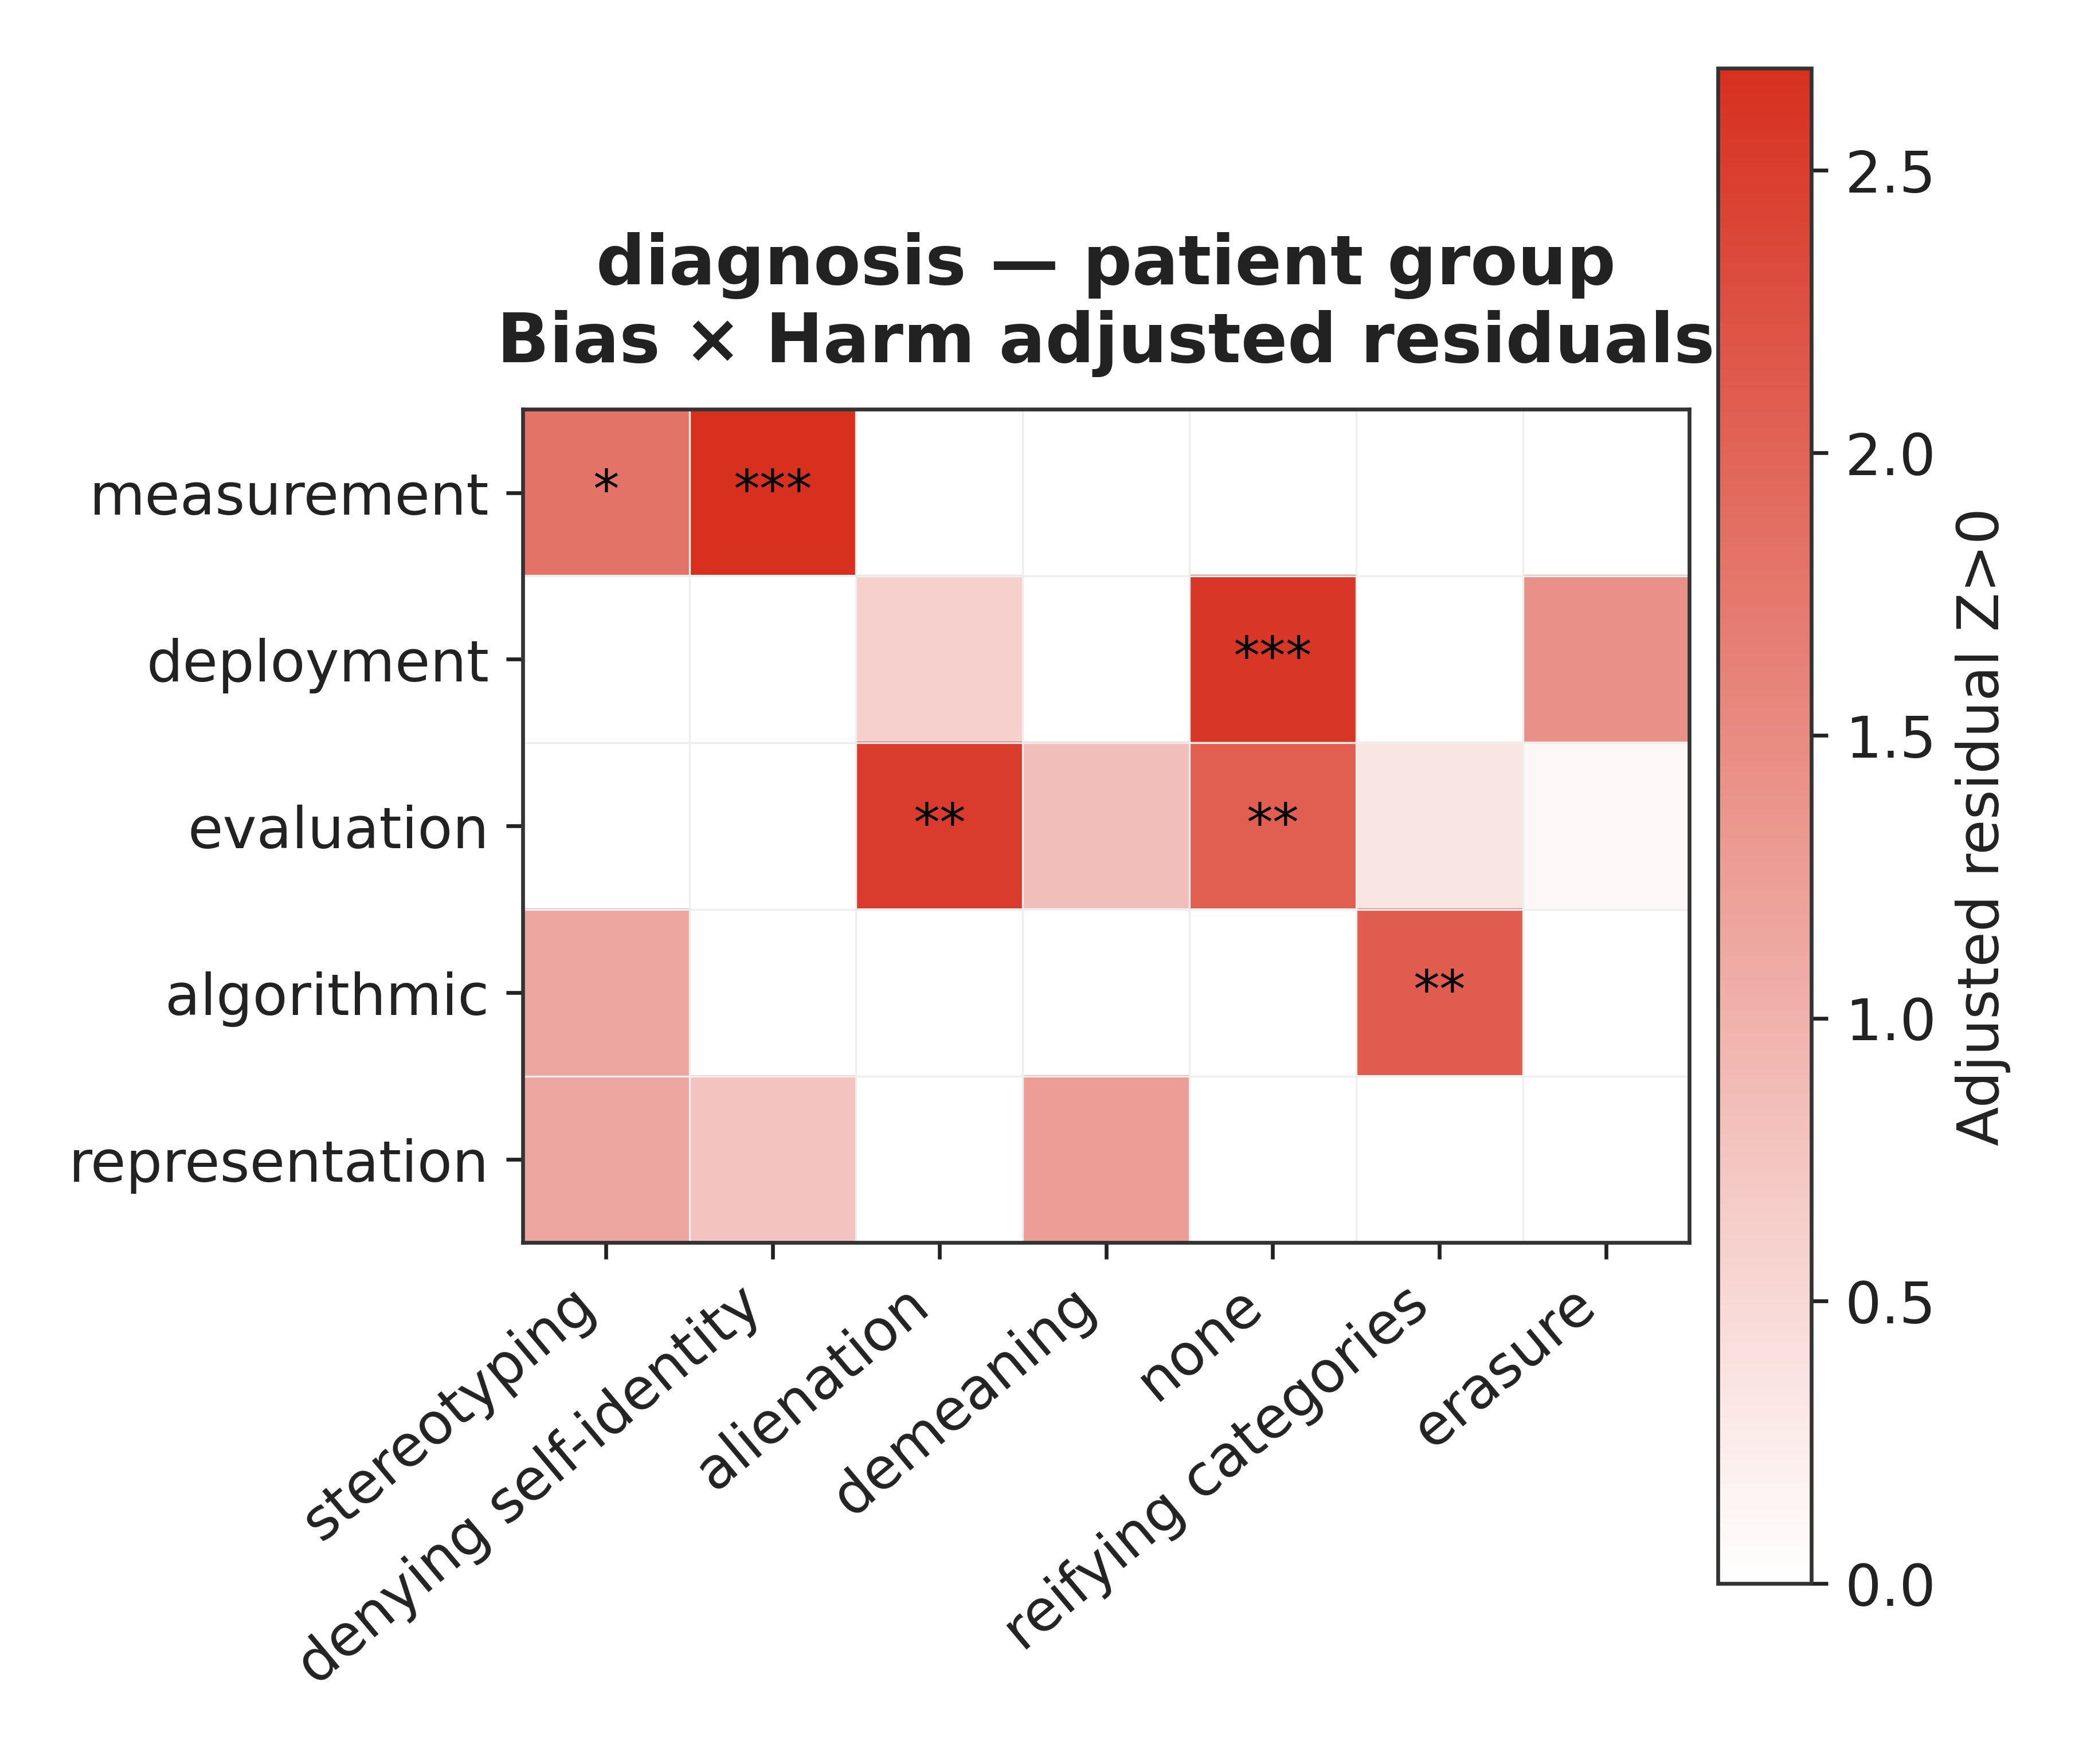 diagnosis — patient group
Bias × Harm adjusted residuals
measurement
deployment
evaluation
algorithmic
representation
*
***
***
**
**
**
stereotyping
denying self-identity
alienation
demeaning
none
reifying categories
erasure
2.5
2.0
1.5
1.0
0.5
0.0
Adjusted residual Z>0